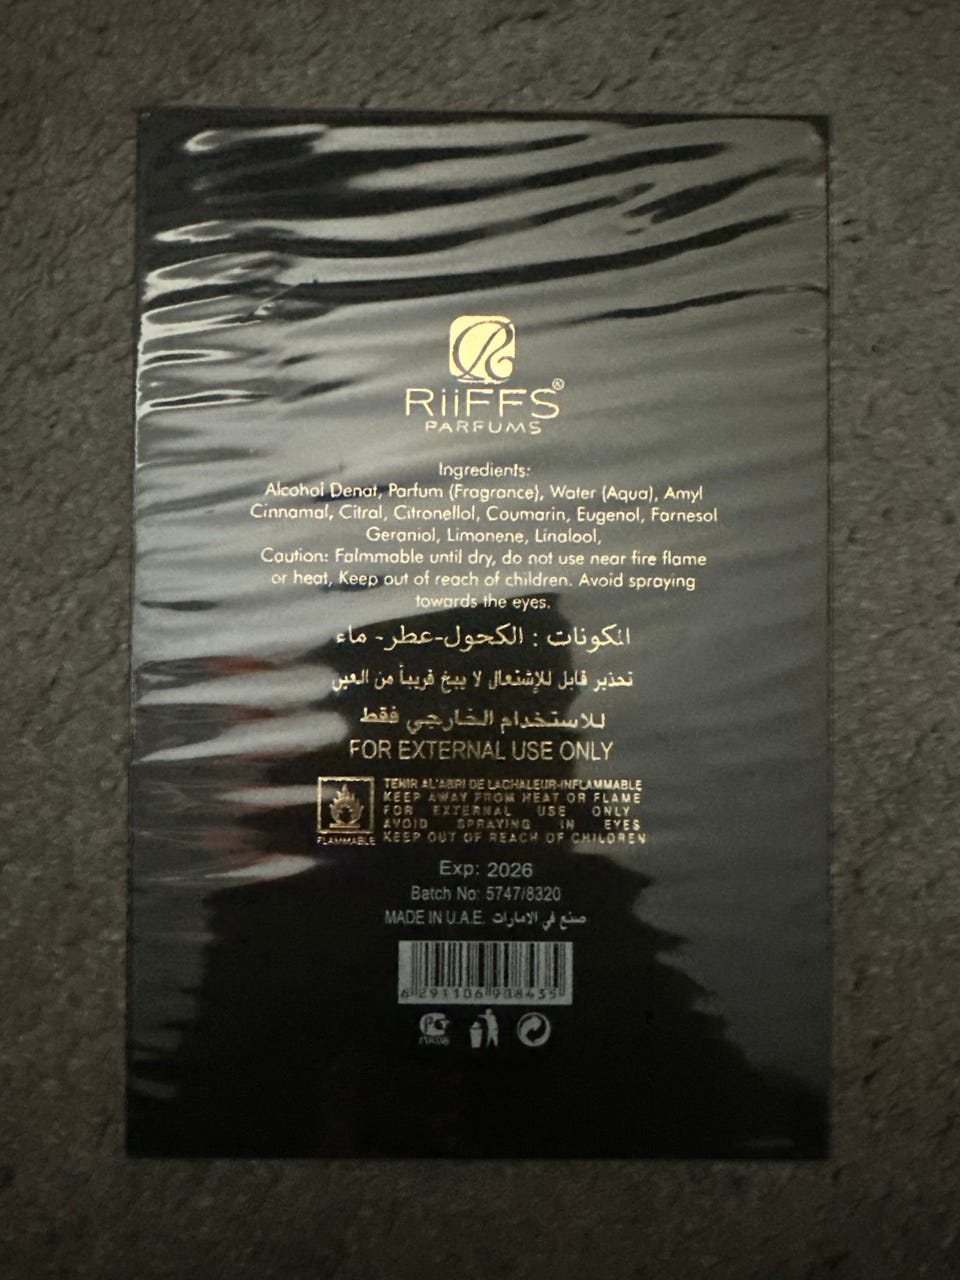 RiiFFS®
PARFUMS
Ingredients:
Alcohol Denat, Parfum (Fragrance), Water (Aqua), Amyl
Cinnamal, Citral, Citronellol, Coumarin, Eugenol, Farnesol
Geraniol, Limonene, Linalool,
Caution: Falmmable until dry, do not use near fire flame
or heat, Keep out of reach of children. Avoid spraying
towards the eyes.
المكونات : الكحول-عطر- ماء
تحذير قابل للإشتعال لا يبخ قريباً من العين
للاستخدام الخارجي فقط
FOR EXTERNAL USE ONLY
TENIR AL'ABRI DE LACHALEUR-INFLAMMABLE
KEEP AWAY FROM HEAT OR FLAME
FOR EXTERNAL USE ONLY
AVOID SPRAYING IN EYES
KEEP OUT OF REACH OF CHILDREN
FLAMMABLE
Exp: 2026
Batch No: 5747/8320
MADE IN U.A.E. صنع في الامارات
6 291106 908435